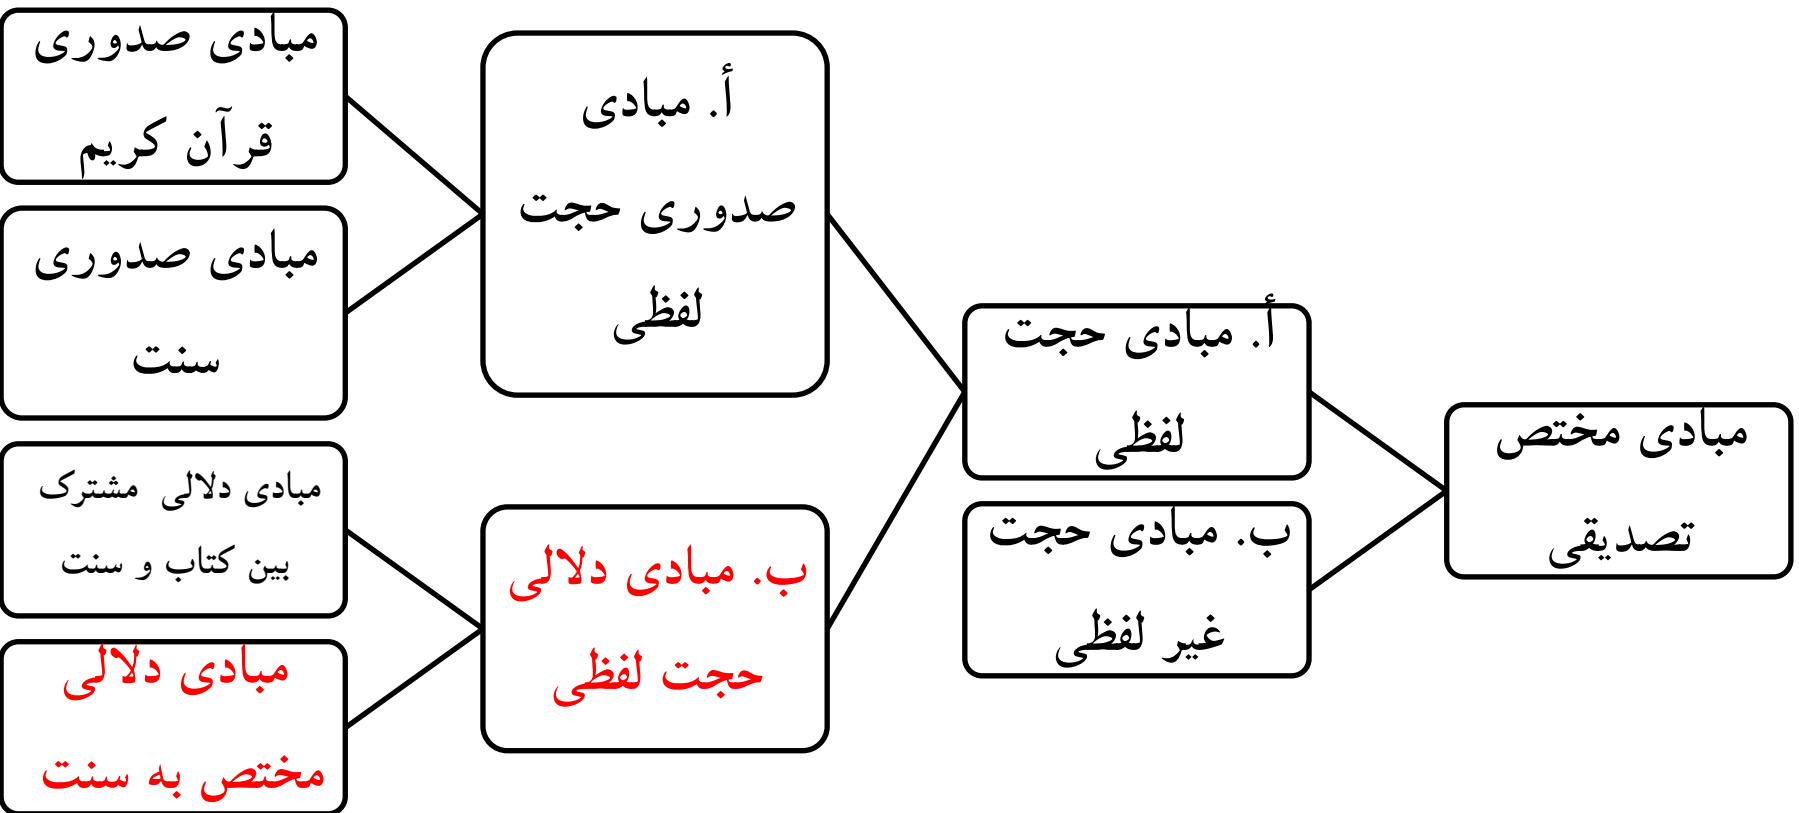 مبادی مختص
تصدیقی
أ. مبادی حجت
لفظی
ب. مبادی حجت
غیر لفظی
أ. مبادی
صدوری حجت
لفظی
ب. مبادی دلالی
حجت لفظی
مبادی صدوری
قرآن کریم
مبادی صدوری
سنت
مبادی دلالی مشترک
بین کتاب و سنت
مبادی دلالی
مختص به سنت